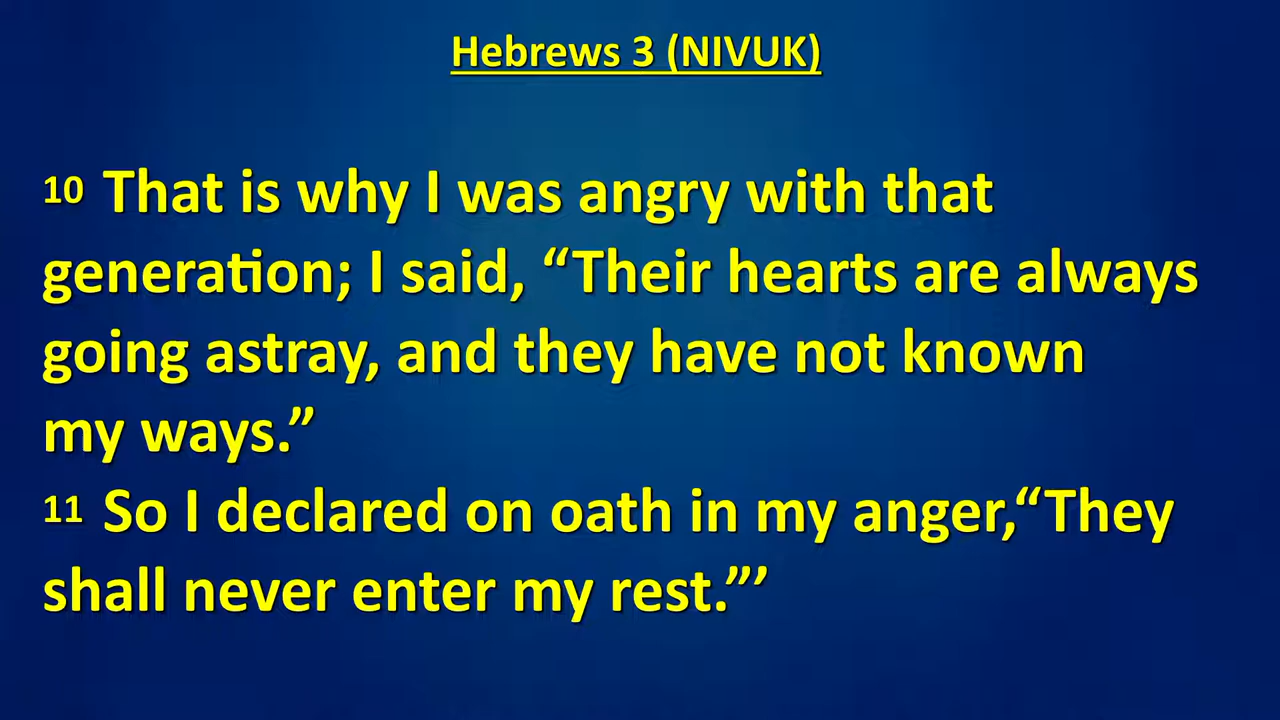 Hebrews 3 (NIVUK)
10 That is why I was angry with that
generation; I said, “Their hearts are always
going astray, and they have not known
my ways.”
11 So I declared on oath in my anger,“They
shall never enter my rest.”’